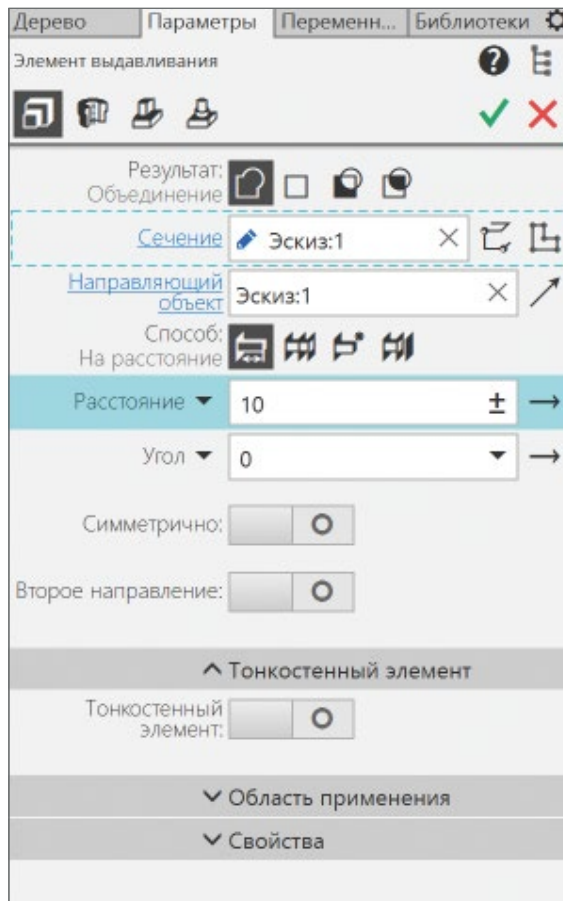 Дерево Параметры Переменн... Библиотеки
Элемент выдавливания
Результат:
Объединение
Сечение Эскиз:1
Направляющий
объект Эскиз:1
Способ:
На расстояние
Расстояние 10
Угол 0
Симметрично:
Второе направление:
Тонкостенный элемент
Тонкостенный
элемент:
Область применения
Свойства